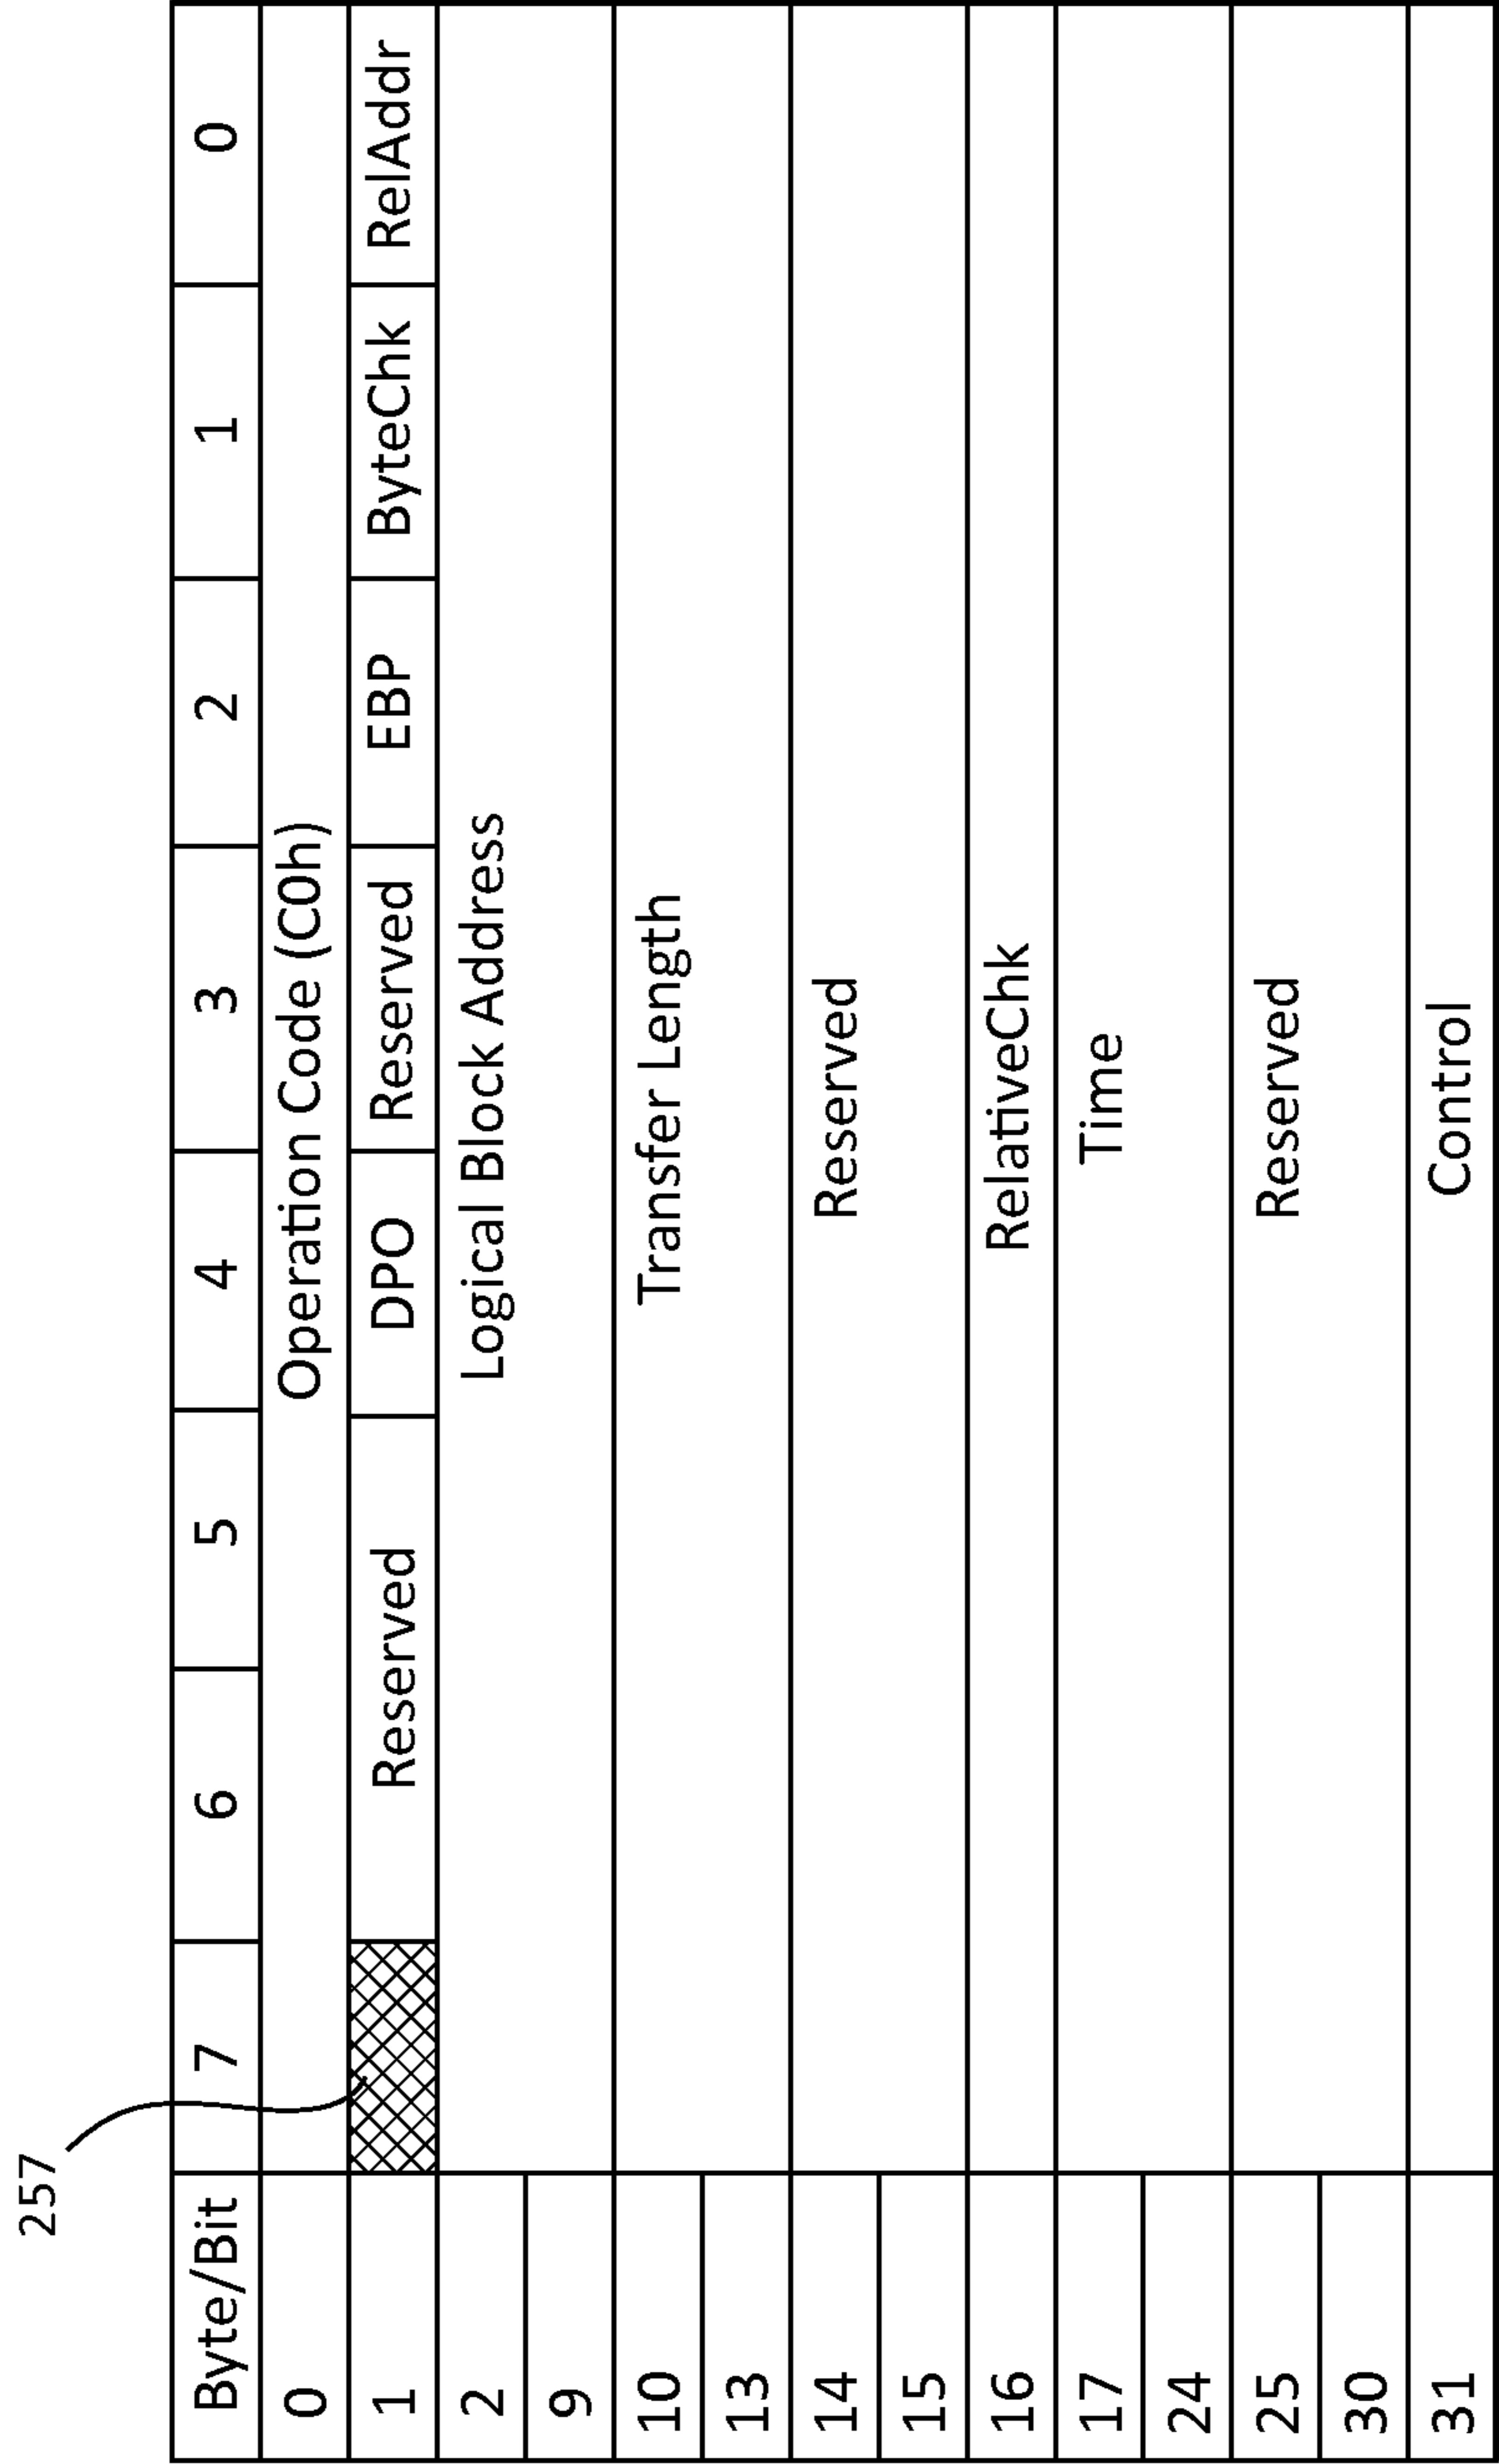 257
Byte/Bit 7 6 5 4 3 2 1 0
0 Operation Code (C0h)
1 Reserved DPO Reserved EBP ByteChk RelAddr
2 Logical Block Address
9
10 Transfer Length
13
14 Reserved
15
16 RelativeChk
17 Time
24
25 Reserved
30
31 Control